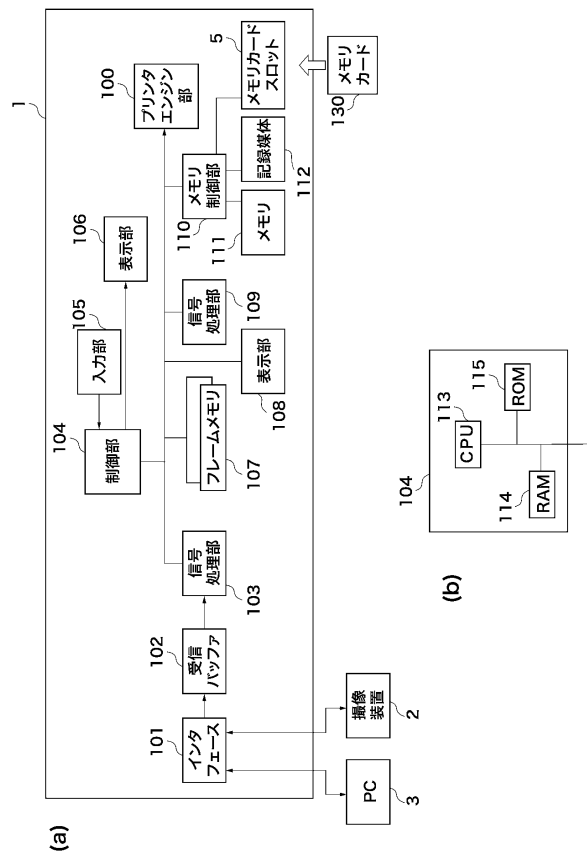 (a)
1
104
制御部
105
入力部
106
表示部
100
プリンタ
エンジン
部
101
インタ
フェース
102
受信
バッファ
103
信号
処理部
フレームメモリ
107
表示部
108
信号
処理部
109
メモリ
制御部
110
メモリ
111
記録媒体
112
5
メモリカード
スロット
メモリ
カード
130
PC
3
撮像
装置
2
(b)
104
113
CPU
115
ROM
114
RAM